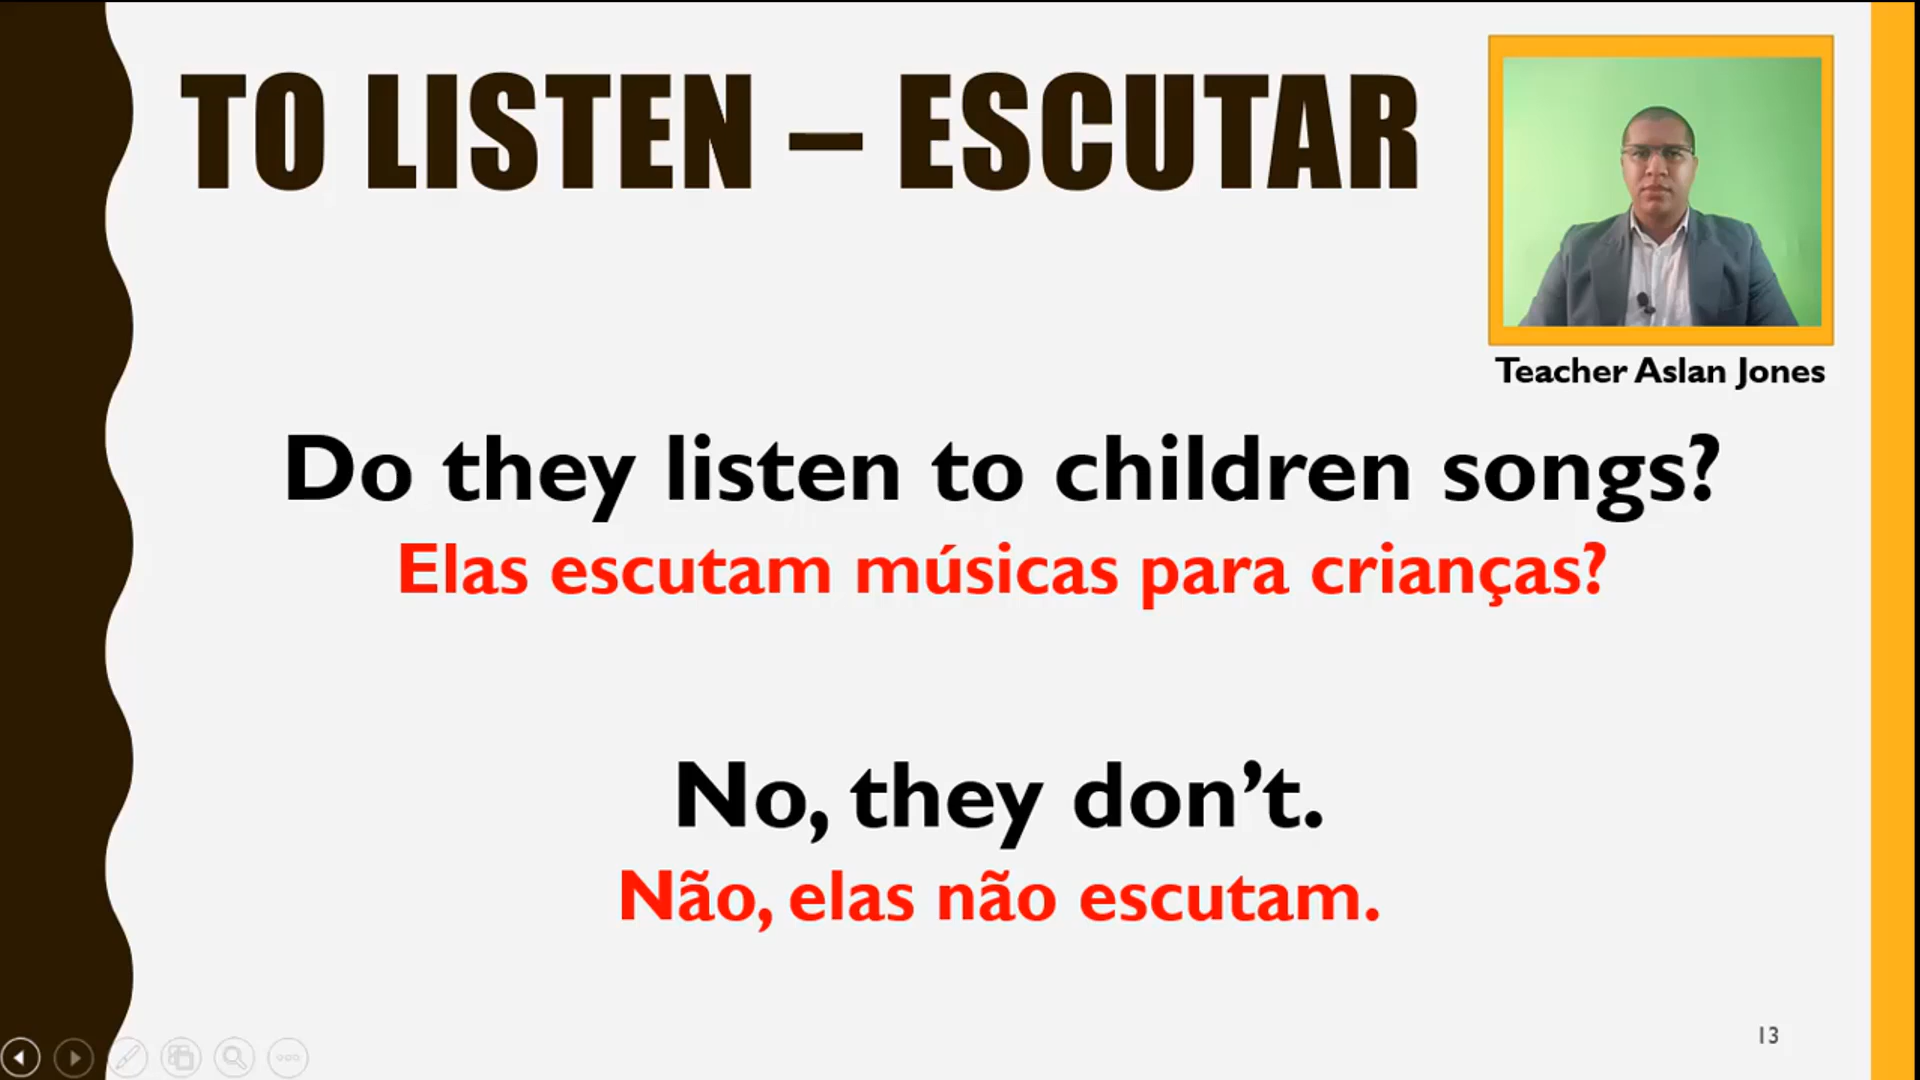 TO LISTEN – ESCUTAR
Teacher Aslan Jones
Do they listen to children songs?
Elas escutam músicas para crianças?
No, they don’t.
Não, elas não escutam.
13